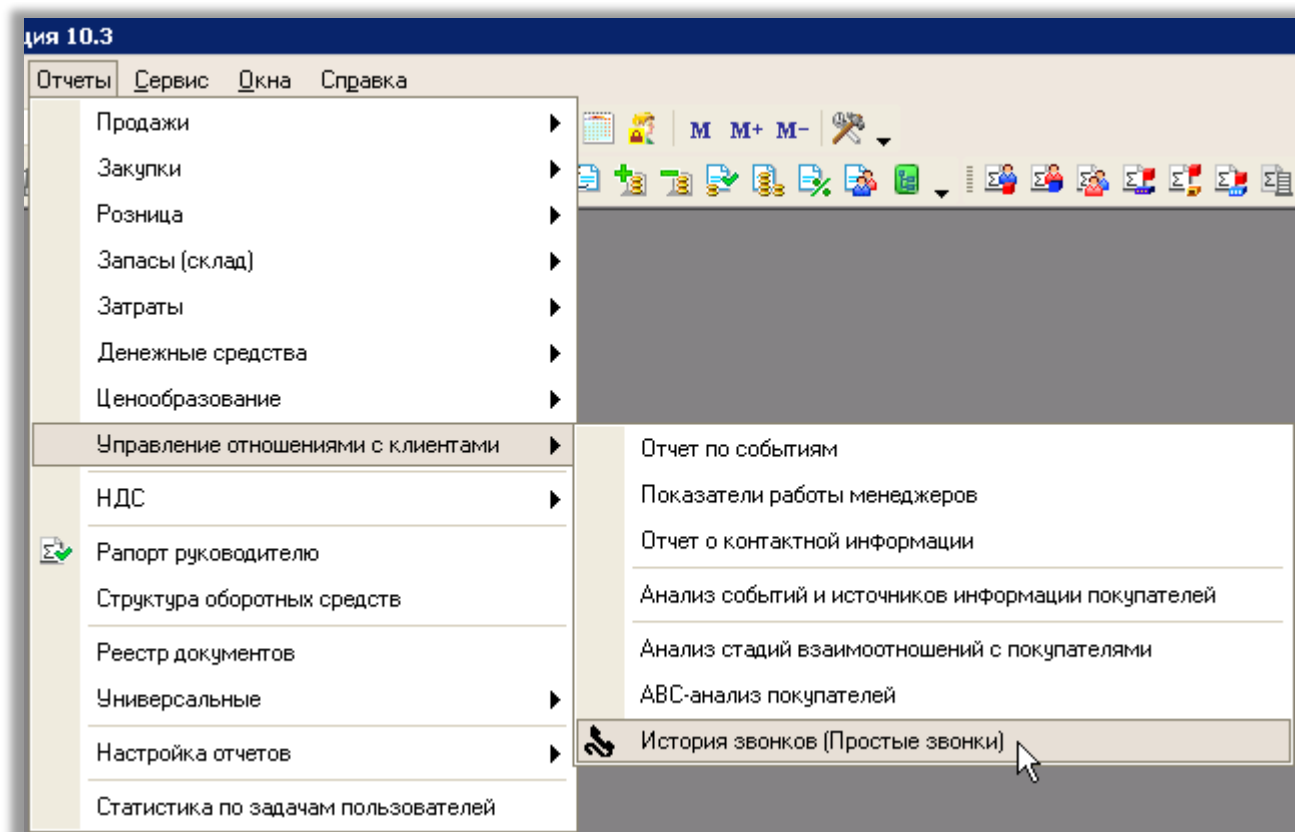 ция 10.3
Отчеты Сервис Окна Справка
Продажи
M M+ M-
Закупки
Розница
Запасы (склад)
Затраты
Денежные средства
Ценообразование
Управление отношениями с клиентами
Отчет по событиям
НДС
Показатели работы менеджеров
Отчет о контактной информации
Рапорт руководителю
Анализ событий и источников информации покупателей
Структура оборотных средств
Реестр документов
Анализ стадий взаимоотношений с покупателями
Универсальные
ABC-анализ покупателей
Настройка отчетов
История звонков (Простые звонки)
Статистика по задачам пользователей